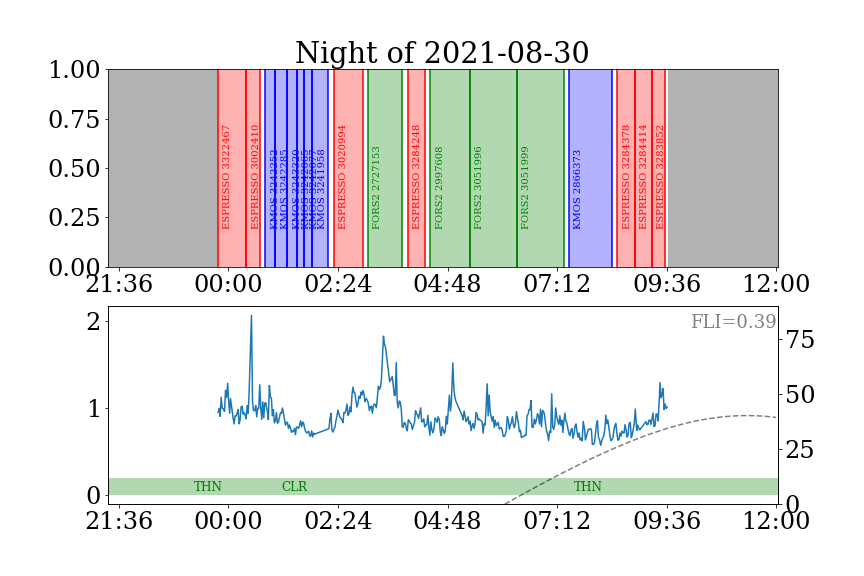 Night of 2021-08-30
1.00
0.75
0.50
0.25
0.00
ESPRESSO 3322467
ESPRESSO 3002410
KMOS 3242252
KMOS 3242285
KMOS
KMOS
KMOS
KMOS 3241958
ESPRESSO 3020994
FORS2 2727153
ESPRESSO 3284248
FORS2 2997608
FORS2 3051996
FORS2 3051999
KMOS 2866373
ESPRESSO 3284378
ESPRESSO 3284414
ESPRESSO 3283852
21:36 00:00 02:24 04:48 07:12 09:36 12:00
FLI=0.39
2
1
0
75
50
25
0
THN CLR THN
21:36 00:00 02:24 04:48 07:12 09:36 12:00